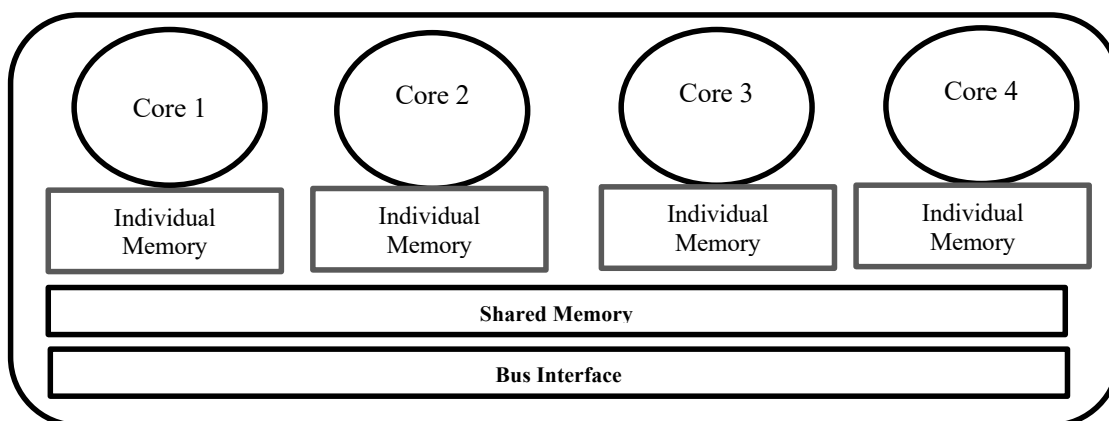 Core 1
Core 2
Core 3
Core 4
Individual
Memory
Individual
Memory
Individual
Memory
Individual
Memory
Shared Memory
Bus Interface